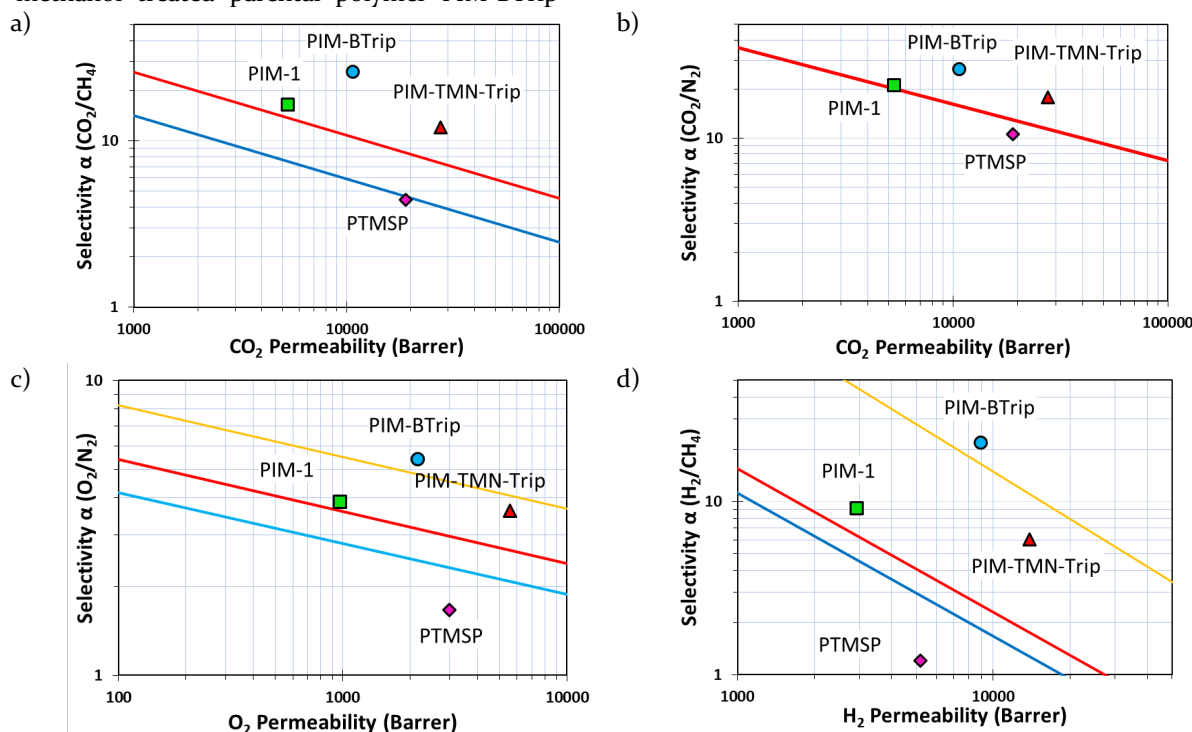 methanol treated parental polymer PIM-BTrip
a)
Selectivity α (CO₂/CH₄)
PIM-BTrip
PIM-1
PIM-TMN-Trip
10
PTMSP
1
1000 10000 100000
CO₂ Permeability (Barrer)
b)
Selectivity α (CO₂/N₂)
PIM-BTrip
PIM-TMN-Trip
PIM-1
10
PTMSP
1
1000 10000 100000
CO₂ Permeability (Barrer)
c)
Selectivity α (O₂/N₂)
10
PIM-BTrip
PIM-1
PIM-TMN-Trip
PTMSP
1
100 1000 10000
O₂ Permeability (Barrer)
d)
Selectivity α (H₂/CH₄)
PIM-BTrip
PIM-1
10
PIM-TMN-Trip
PTMSP
1
1000 10000
H₂ Permeability (Barrer)